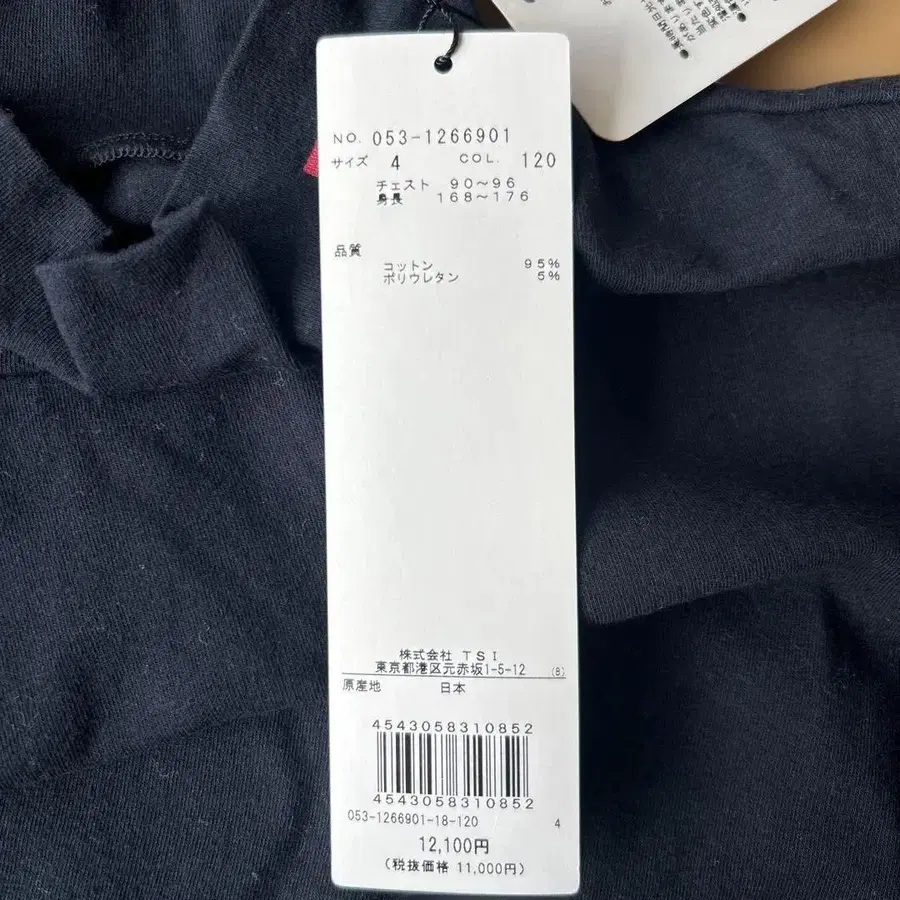 NO. 053-1266901
サイズ 4 COL. 120
チェスト 90～96
身長 168～176
品質
コットン 95%
ポリウレタン 5%
株式会社 TSI
東京都港区元赤坂1-5-12 (8)
原産地 日本
4543058310852
4543058310852
053-1266901-18-120 4
12,100円
(税抜価格 11,000円)